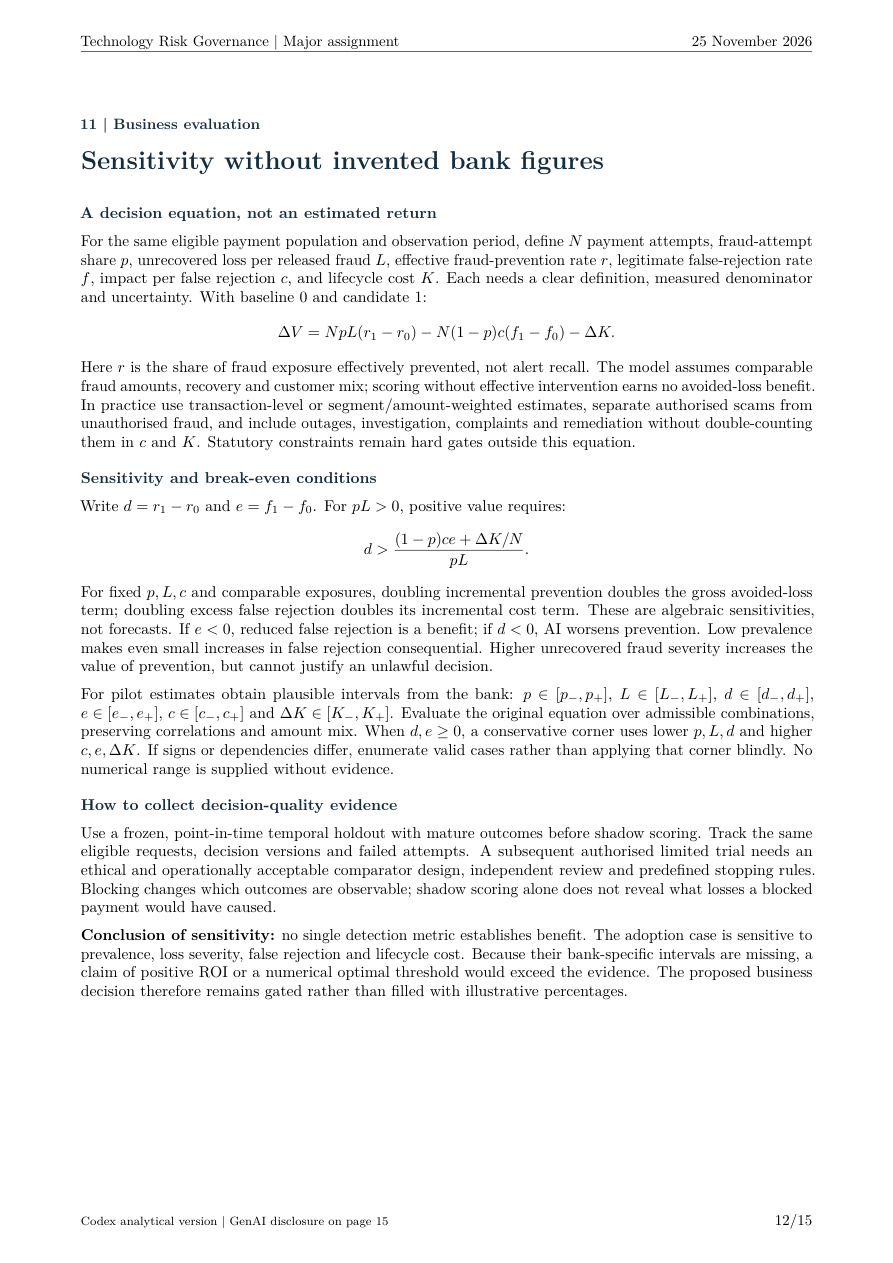 Technology Risk Governance | Major assignment 25 November 2026
11 | Business evaluation
Sensitivity without invented bank figures
A decision equation, not an estimated return
For the same eligible payment population and observation period, define N payment attempts, fraud-attempt
share p, unrecovered loss per released fraud L, effective fraud-prevention rate r, legitimate false-rejection rate
f, impact per false rejection c, and lifecycle cost K. Each needs a clear definition, measured denominator
and uncertainty. With baseline 0 and candidate 1:
ΔV = NpL(r₁ − r₀) − N(1 − p)c(f₁ − f₀) − ΔK.
Here r is the share of fraud exposure effectively prevented, not alert recall. The model assumes comparable
fraud amounts, recovery and customer mix; scoring without effective intervention earns no avoided-loss benefit.
In practice use transaction-level or segment/amount-weighted estimates, separate authorised scams from
unauthorised fraud, and include outages, investigation, complaints and remediation without double-counting
them in c and K. Statutory constraints remain hard gates outside this equation.
Sensitivity and break-even conditions
Write d = r₁ − r₀ and e = f₁ − f₀. For pL > 0, positive value requires:
d > (1 − p)ce + ΔK/N
pL.
For fixed p, L, c and comparable exposures, doubling incremental prevention doubles the gross avoided-loss
term; doubling excess false rejection doubles its incremental cost term. These are algebraic sensitivities,
not forecasts. If e < 0, reduced false rejection is a benefit; if d < 0, AI worsens prevention. Low prevalence
makes even small increases in false rejection consequential. Higher unrecovered fraud severity increases the
value of prevention, but cannot justify an unlawful decision.
For pilot estimates obtain plausible intervals from the bank: p ∈ [p₋, p₊], L ∈ [L₋, L₊], d ∈ [d₋, d₊],
e ∈ [e₋, e₊], c ∈ [c₋, c₊] and ΔK ∈ [K₋, K₊]. Evaluate the original equation over admissible combinations,
preserving correlations and amount mix. When d, e ≥ 0, a conservative corner uses lower p, L, d and higher
c, e, ΔK. If signs or dependencies differ, enumerate valid cases rather than applying that corner blindly. No
numerical range is supplied without evidence.
How to collect decision-quality evidence
Use a frozen, point-in-time temporal holdout with mature outcomes before shadow scoring. Track the same
eligible requests, decision versions and failed attempts. A subsequent authorised limited trial needs an
ethical and operationally acceptable comparator design, independent review and predefined stopping rules.
Blocking changes which outcomes are observable; shadow scoring alone does not reveal what losses a blocked
payment would have caused.
Conclusion of sensitivity: no single detection metric establishes benefit. The adoption case is sensitive to
prevalence, loss severity, false rejection and lifecycle cost. Because their bank-specific intervals are missing, a
claim of positive ROI or a numerical optimal threshold would exceed the evidence. The proposed business
decision therefore remains gated rather than filled with illustrative percentages.
Codex analytical version | GenAI disclosure on page 15 12/15